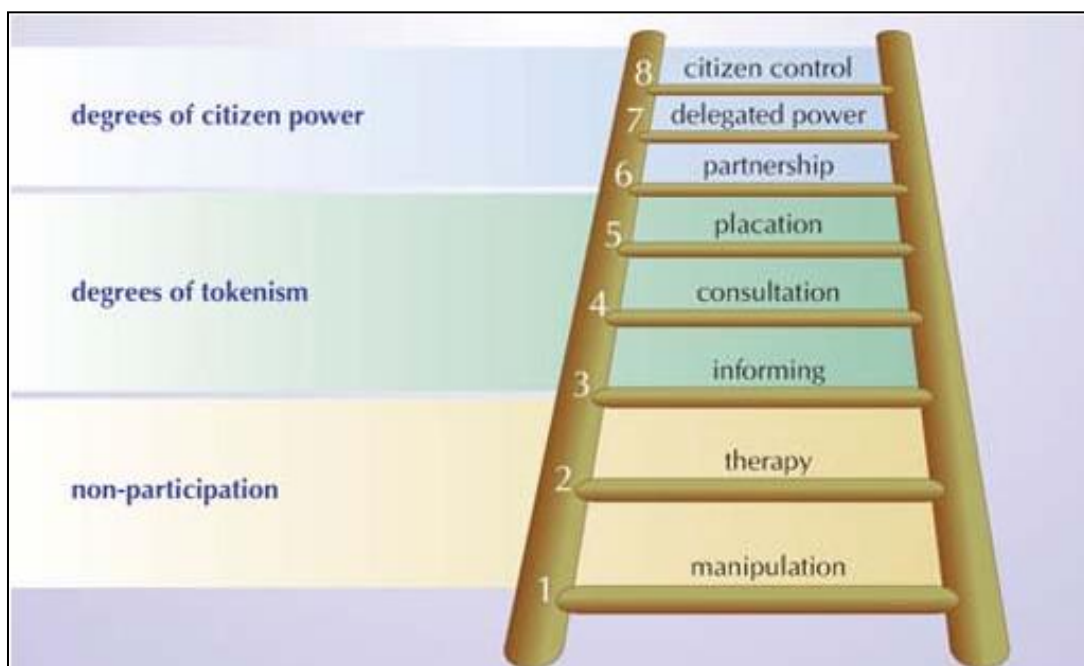 degrees of citizen power
8 citizen control
7 delegated power
6 partnership
degrees of tokenism
5 placation
4 consultation
3 informing
non-participation
2 therapy
1 manipulation